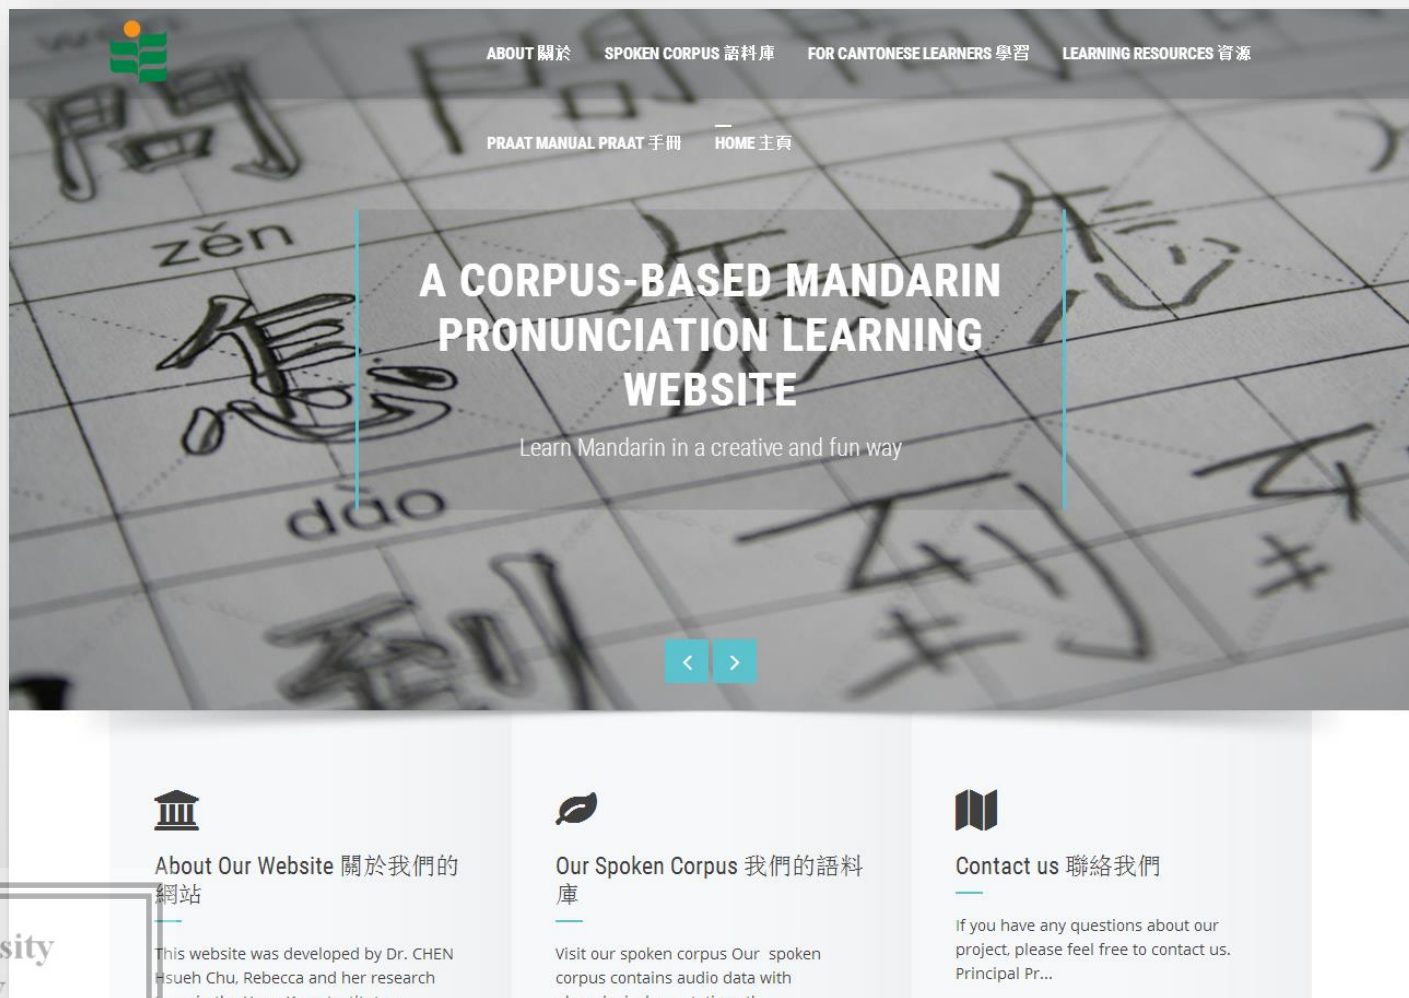 ABOUT 關於 SPOKEN CORPUS 語料庫 FOR CANTONESE LEARNERS 學習 LEARNING RESOURCES 資源
PRAAT MANUAL PRAAT 手冊 HOME 主頁
問
zěn
怎
dào
到
A CORPUS-BASED MANDARIN
PRONUNCIATION LEARNING
WEBSITE
Learn Mandarin in a creative and fun way
About Our Website 關於我們的
網站
This website was developed by Dr. CHEN
Hsueh Chu, Rebecca and her research
Our Spoken Corpus 我們的語料
庫
Visit our spoken corpus Our spoken
corpus contains audio data with
Contact us 聯絡我們
If you have any questions about our
project, please feel free to contact us.
Principal Pr...
sity